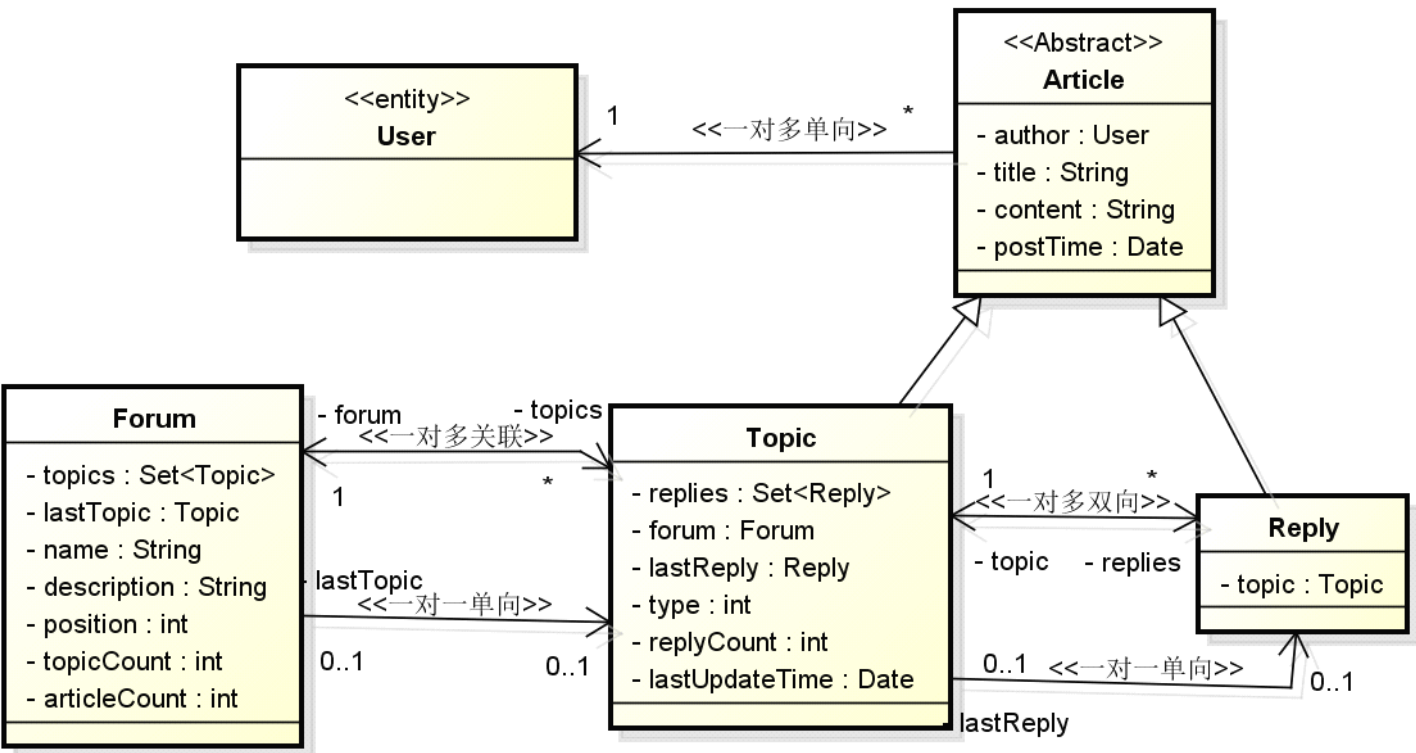 <<Abstract>>
Article
- author : User
- title : String
- content : String
- postTime : Date
<<entity>>
User
1
<<一对多单向>>
*
Forum
- topics : Set<Topic>
- lastTopic : Topic
- name : String
- description : String
- position : int
- topicCount : int
- articleCount : int
- forum
- topics
<<一对多关联>>
1
*
- lastTopic
<<一对一单向>>
0..1
0..1
Topic
- replies : Set<Reply>
- forum : Forum
- lastReply : Reply
- type : int
- replyCount : int
- lastUpdateTime : Date
1
*
<<一对多双向>>
- topic
- replies
Reply
- topic : Topic
0..1
<<一对一单向>>
0..1
- lastReply